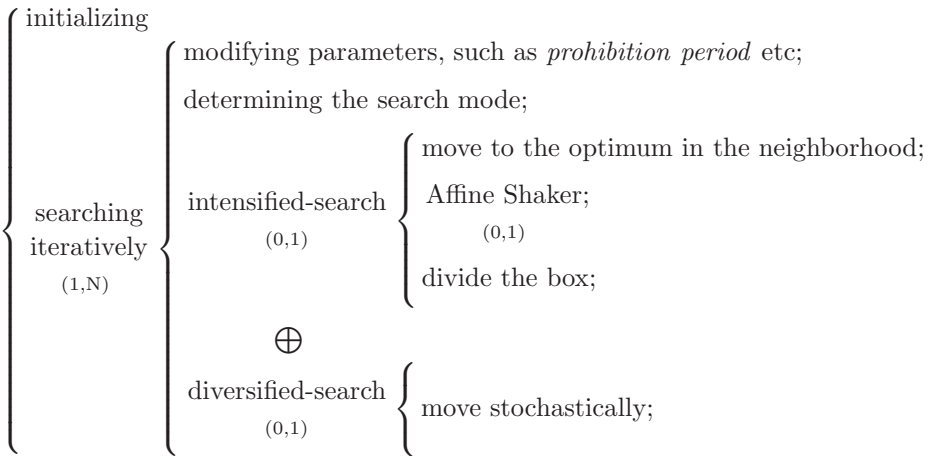 initializing
modifying parameters, such as prohibition period etc;
determining the search mode;
searching
iteratively
(1,N)
intensified-search
(0,1)
move to the optimum in the neighborhood;
Affine Shaker;
(0,1)
divide the box;
⊕
diversified-search
(0,1)
move stochastically;